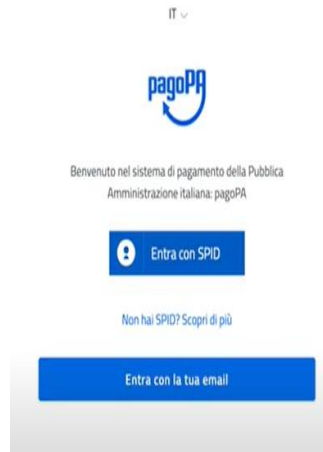 IT
pagoPA
Benvenuto nel sistema di pagamento della Pubblica
Amministrazione italiana: pagoPA
Entra con SPID
Non hai SPID? Scopri di più
Entra con la tua email